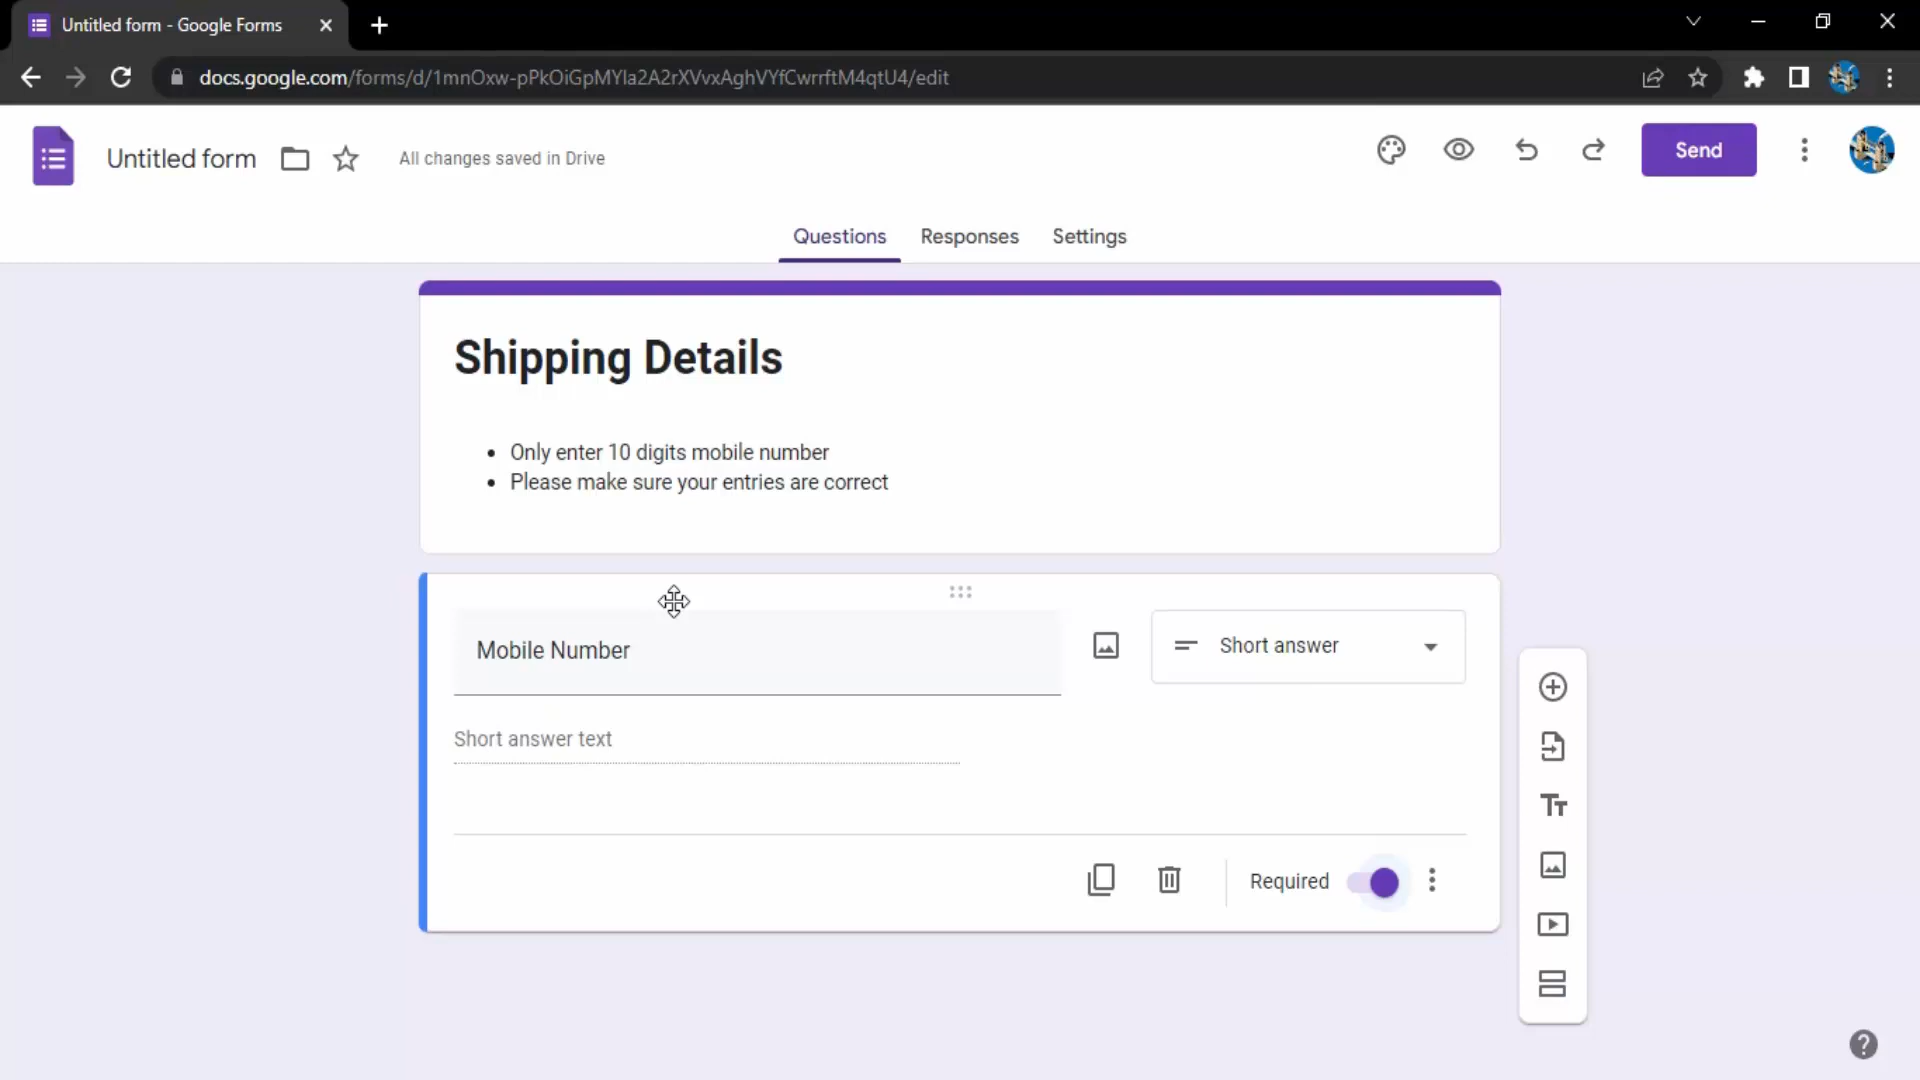 Untitled form - Google Forms
docs.google.com/forms/d/1mnOxw-pPkOiGpMYIa2A2rXVvxAghVYfCwrrftM4qtU4/edit
Untitled form
All changes saved in Drive
Send
Questions Responses Settings
Shipping Details
• Only enter 10 digits mobile number
• Please make sure your entries are correct
Mobile Number
Short answer
Short answer text
Required